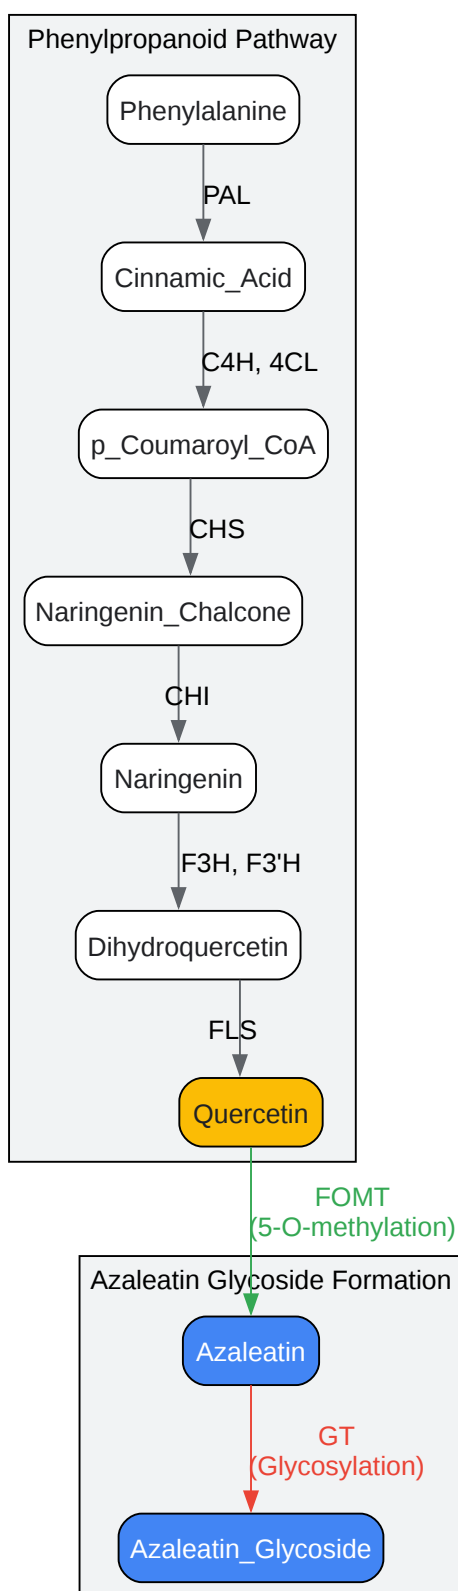 Phenylpropanoid Pathway
Phenylalanine
PAL
Cinnamic_Acid
C4H, 4CL
p_Coumaroyl_CoA
CHS
Naringenin_Chalcone
CHI
Naringenin
F3H, F3'H
Dihydroquercetin
FLS
Quercetin
FOMT
(5-O-methylation)
Azaleatin Glycoside Formation
Azaleatin
GT
(Glycosylation)
Azaleatin_Glycoside